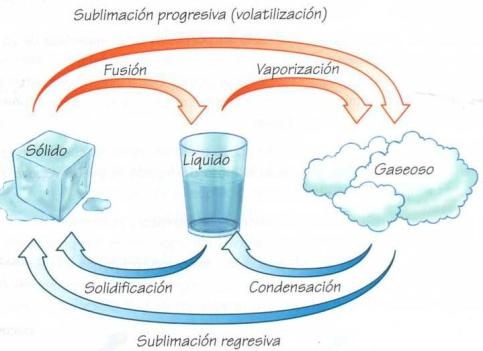 Sublimación progresiva (volatilización)
Fusión
Vaporización
Sólido
Líquido
Gaseoso
Solidificación
Condensación
Sublimación regresiva